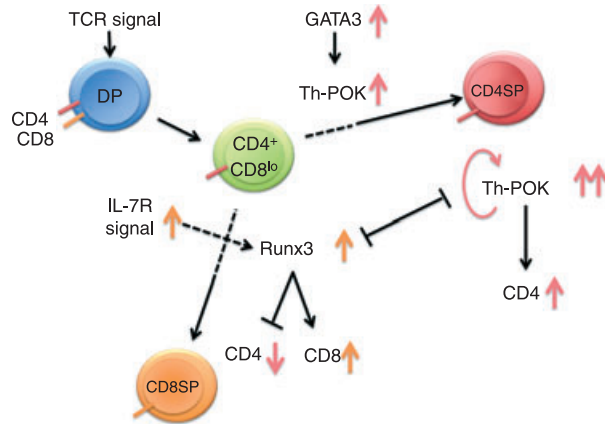 TCR signal
GATA3
DP
Th-POK
CD4SP
CD4
CD8
CD4⁺
CD8ˡᵒ
Th-POK
IL-7R
signal
Runx3
CD4
CD4
CD8
CD8SP